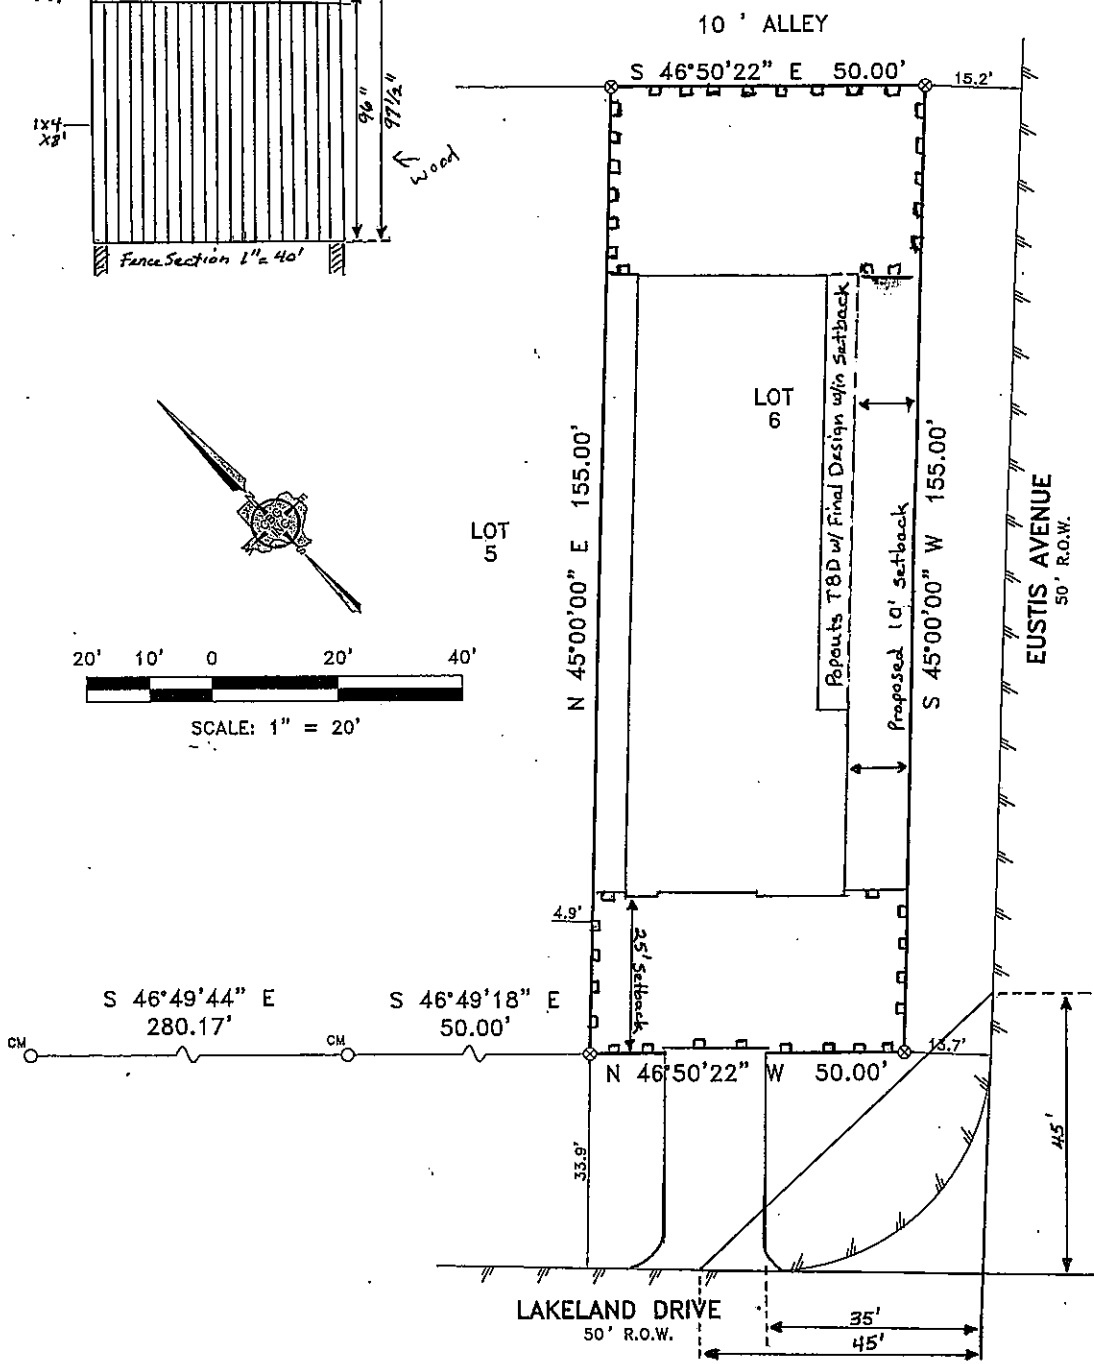 10 ' ALLEY
S 46°50'22" E 50.00'
15.2'
1x4
x8'
96"
97½"
Wood
Fence Section 1"= 40'
LOT
6
LOT
5
N 45°00'00" E 155.00'
Popouts TBD w/ Final Design w/in setback
Proposed 10' setback
S 45°00'00" W 155.00'
EUSTIS AVENUE
50' R.O.W.
20' 10' 0 20' 40'
SCALE: 1" = 20'
4.9'
25' Setback
S 46°49'44" E
280.17'
S 46°49'18" E
50.00'
CM
CM
N 46°50'22" W 50.00'
13.7'
33.9'
45'
LAKELAND DRIVE
50' R.O.W.
35'
45'